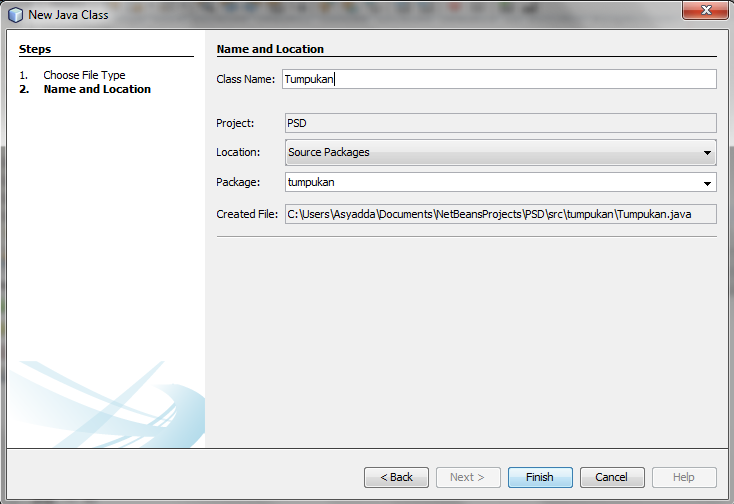 New Java Class
Steps
1. Choose File Type
2. Name and Location
Name and Location
Class Name: Tumpukan
Project: PSD
Location: Source Packages
Package: tumpukan
Created File: C:\Users\Asyadda\Documents\NetBeansProjects\PSD\src\tumpukan\Tumpukan.java
< Back Next > Finish Cancel Help